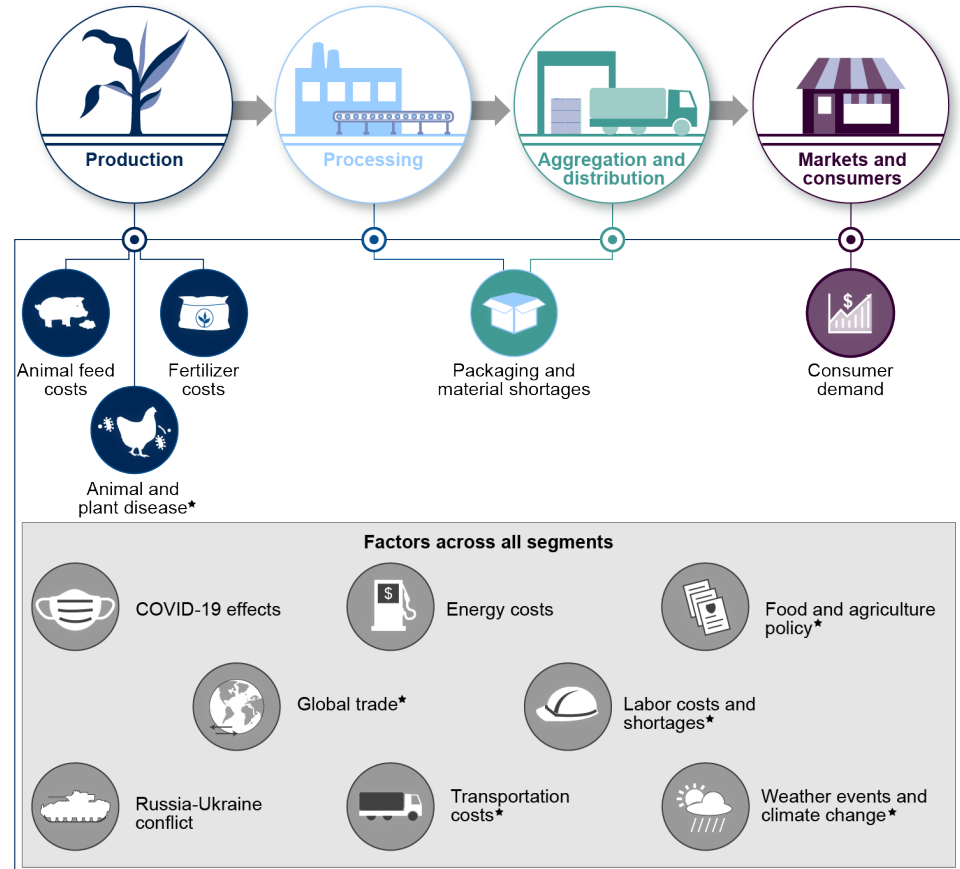 Production
Processing
Aggregation and
distribution
Markets and
consumers
Animal feed
costs
Fertilizer
costs
Animal and
plant disease★
Packaging and
material shortages
$
Consumer
demand
Factors across all segments
COVID-19 effects
$
Energy costs
Food and agriculture
policy★
Global trade★
Labor costs and
shortages★
Russia-Ukraine
conflict
Transportation
costs★
Weather events and
climate change★